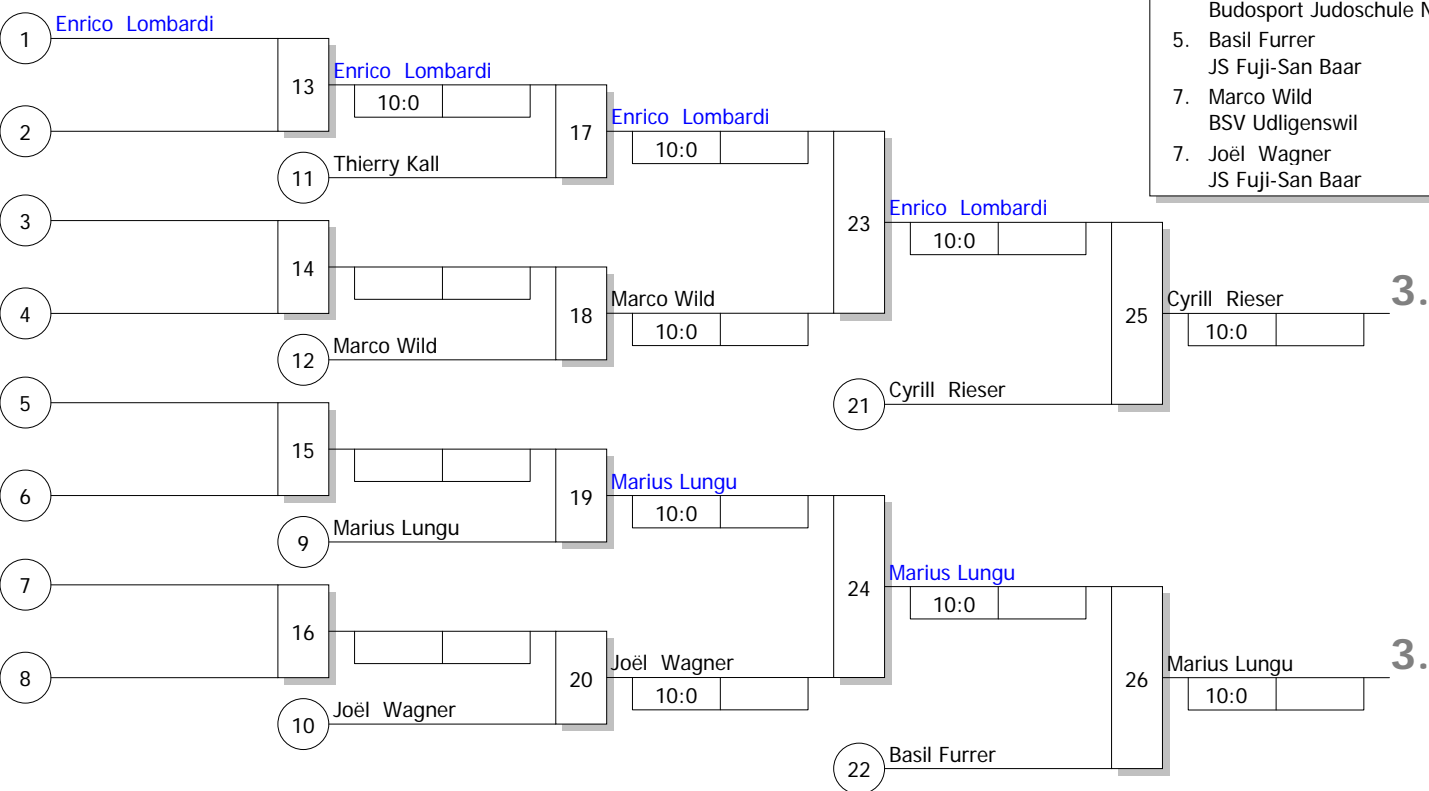 Budosport Judoschule N
5. Basil Furrer
JS Fuji-San Baar
7. Marco Wild
BSV Udligenswil
7. Joël Wagner
JS Fuji-San Baar
1 Enrico Lombardi
13 Enrico Lombardi
10:0
2
17 Enrico Lombardi
10:0
11 Thierry Kall
3
23 Enrico Lombardi
10:0
14
4
18 Marco Wild
10:0
12 Marco Wild
25 Cyrill Rieser 3.
10:0
5
21 Cyrill Rieser
15
6
19 Marius Lungu
10:0
9 Marius Lungu
7
24 Marius Lungu
10:0
16
8
20 Joël Wagner
10:0
10 Joël Wagner
26 Marius Lungu 3.
10:0
22 Basil Furrer